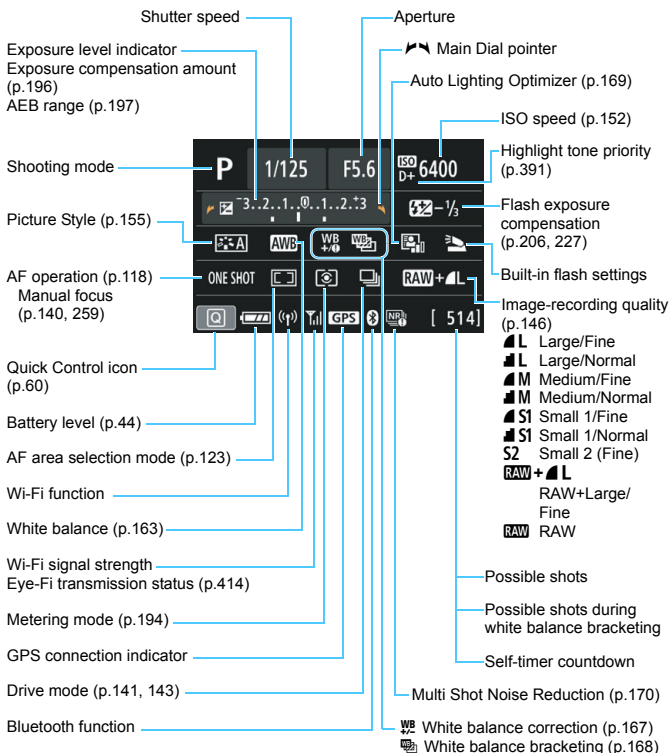 Shutter speed
Aperture
Exposure level indicator
Exposure compensation amount
(p.196)
AEB range (p.197)
Main Dial pointer
Auto Lighting Optimizer (p.169)
ISO speed (p.152)
Highlight tone priority
(p.391)
Shooting mode
P 1/125 F5.6 ISO D+ 6400
-3..2..1..0..1..2.+3 -1/3
Flash exposure
compensation
(p.206, 227)
Picture Style (p.155)
A AWB WB +/- WB
Built-in flash settings
AF operation (p.118)
Manual focus
(p.140, 259)
ONE SHOT RAW+L
Image-recording quality
(p.146)
L Large/Fine
L Large/Normal
M Medium/Fine
M Medium/Normal
S1 Small 1/Fine
S1 Small 1/Normal
S2 Small 2 (Fine)
RAW+L
RAW+Large/
Fine
RAW RAW
Q GPS NR [ 514]
Quick Control icon
(p.60)
Battery level (p.44)
AF area selection mode (p.123)
Wi-Fi function
White balance (p.163)
Wi-Fi signal strength
Eye-Fi transmission status (p.414)
Metering mode (p.194)
GPS connection indicator
Drive mode (p.141, 143)
Bluetooth function
Possible shots
Possible shots during
white balance bracketing
Self-timer countdown
Multi Shot Noise Reduction (p.170)
WB +/- White balance correction (p.167)
WB White balance bracketing (p.168)